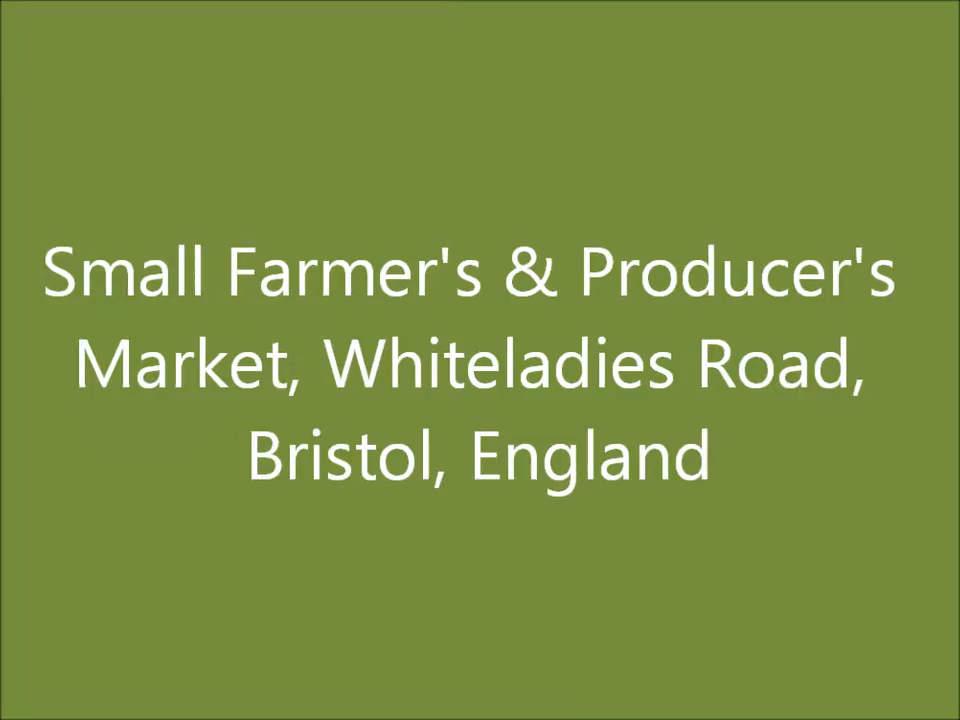 Small Farmer's & Producer's
Market, Whiteladies Road,
Bristol, England